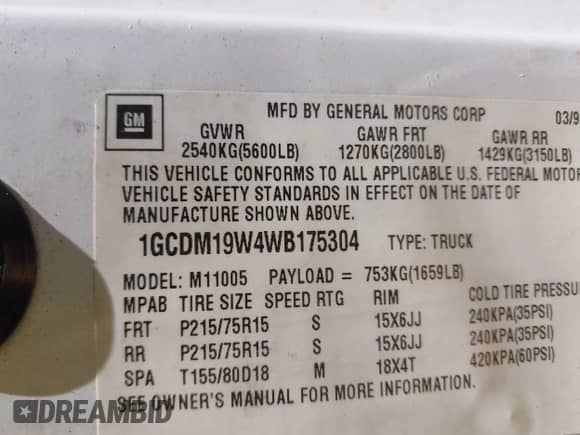 GM
MFD BY GENERAL MOTORS CORP 03/9
GVWR GAWR FRT GAWR RR
2540KG(5600LB) 1270KG(2800LB) 1429KG(3150LB)
THIS VEHICLE CONFORMS TO ALL APPLICABLE U.S. FEDERAL MOTOR
VEHICLE SAFETY STANDARDS IN EFFECT ON THE DATE OF
MANUFACTURE SHOWN ABOVE.
1GCDM19W4WB175304 TYPE: TRUCK
MODEL: M11005 PAYLOAD = 753KG(1659LB)
MPAB TIRE SIZE SPEED RTG RIM COLD TIRE PRESSU
FRT P215/75R15 S 15X6JJ 240KPA(35PSI)
RR P215/75R15 S 15X6JJ 240KPA(35PSI)
SPA T155/80D18 M 18X4T 420KPA(60PSI)
SEE OWNER'S MANUAL FOR MORE INFORMATION.
DREAMBID